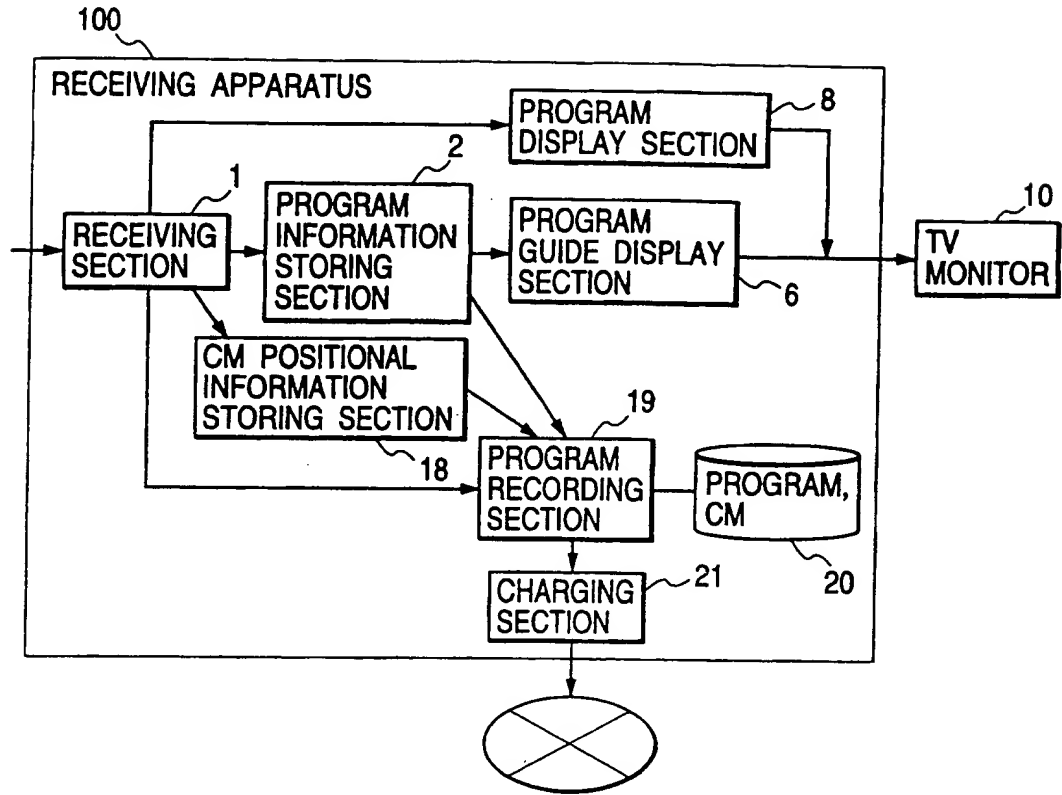 100
RECEIVING APPARATUS
PROGRAM
DISPLAY SECTION
8
2
1
PROGRAM
INFORMATION
STORING
SECTION
PROGRAM
GUIDE DISPLAY
SECTION
6
10
TV
MONITOR
RECEIVING
SECTION
CM POSITIONAL
INFORMATION
STORING SECTION
18
19
PROGRAM
RECORDING
SECTION
PROGRAM,
CM
20
21
CHARGING
SECTION